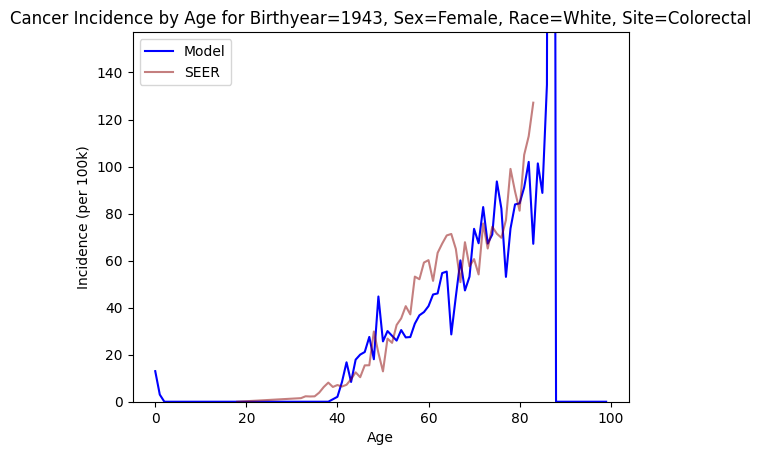 Cancer Incidence by Age for Birthyear=1943, Sex=Female, Race=White, Site=Colorectal
Model
SEER
Incidence (per 100k)
140
120
100
80
60
40
20
0
0 20 40 60 80 100
Age